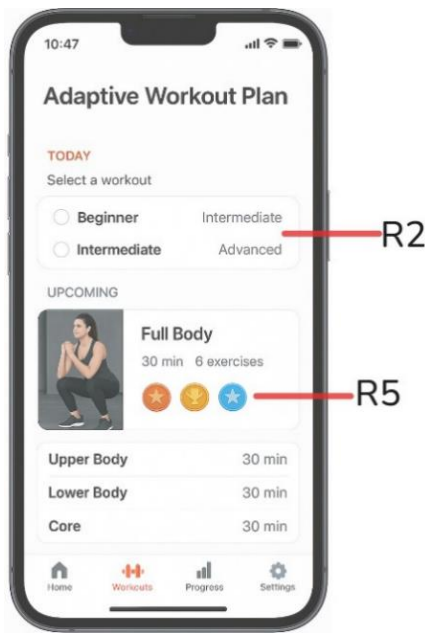 10:47
Adaptive Workout Plan
TODAY
Select a workout
Beginner Intermediate
Intermediate Advanced
R2
UPCOMING
Full Body
30 min 6 exercises
R5
Upper Body 30 min
Lower Body 30 min
Core 30 min
Home Workouts Progress Settings